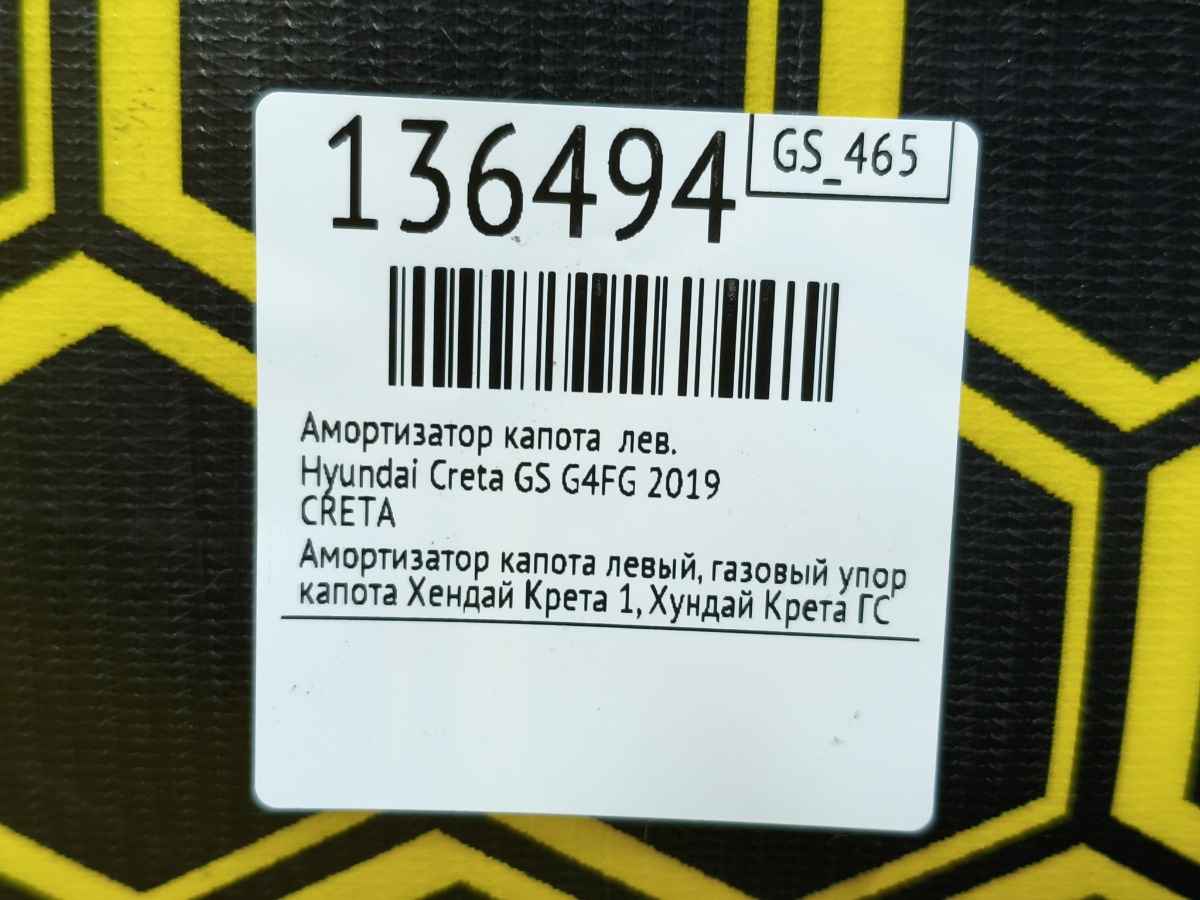 136494
GS_465
Амортизатор капота лев.
Hyundai Creta GS G4FG 2019
CRETA
Амортизатор капота левый, газовый упор
капота Хендай Крета 1, Хундай Крета ГС